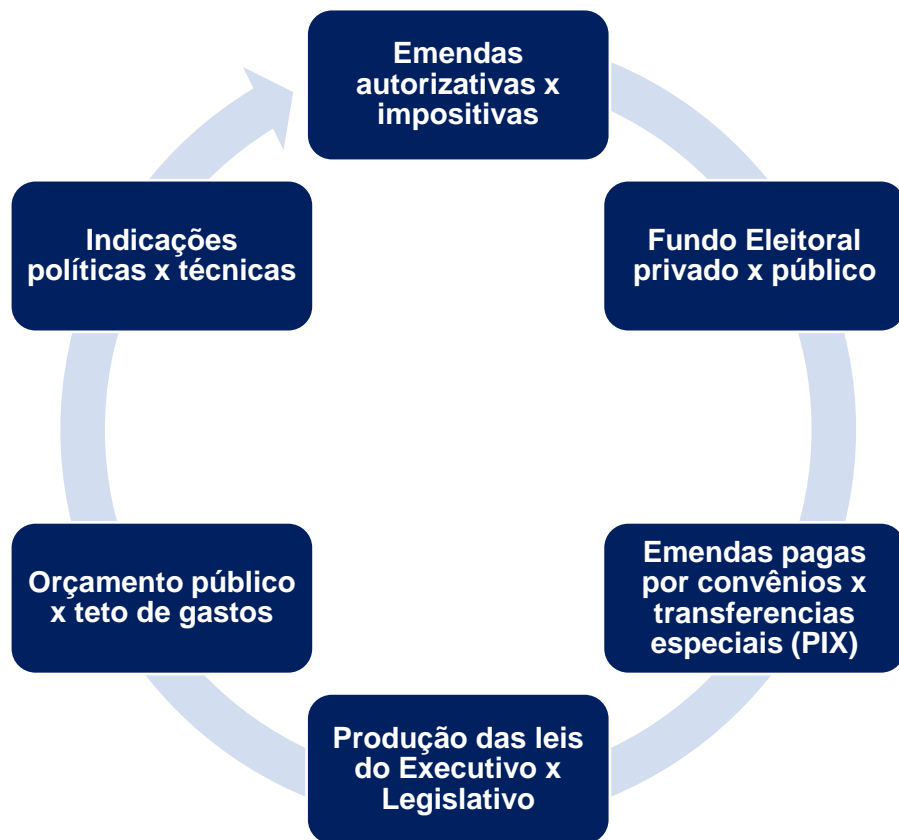 Emendas
autorizativas x
impositivas
Fundo Eleitoral
privado x público
Emendas pagas
por convênios x
transferencias
especiais (PIX)
Produção das leis
do Executivo x
Legislativo
Orçamento público
x teto de gastos
Indicações
políticas x técnicas